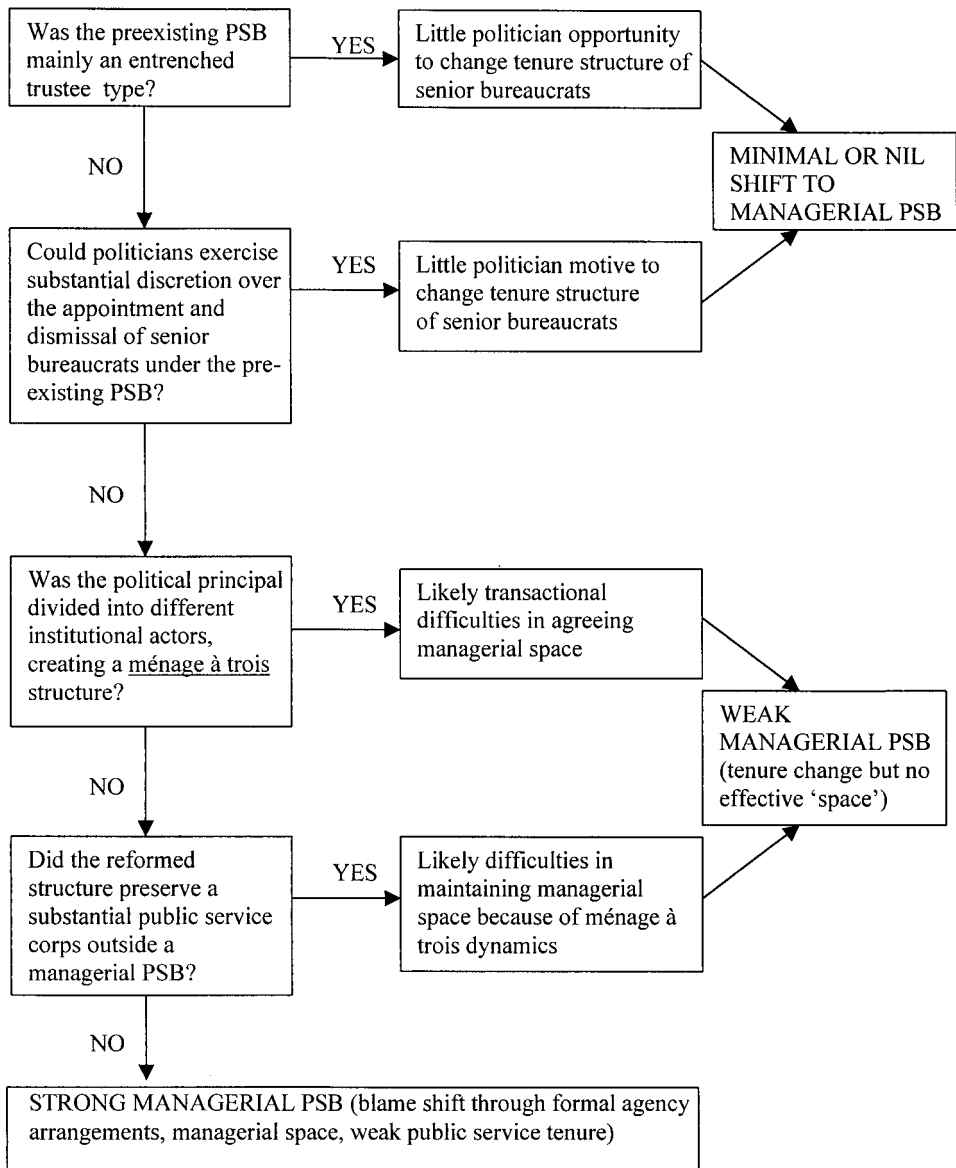 Was the preexisting PSB
mainly an entrenched
trustee type?
YES
Little politician opportunity
to change tenure structure of
senior bureaucrats
NO
MINIMAL OR NIL
SHIFT TO
MANAGERIAL PSB
Could politicians exercise
substantial discretion over
the appointment and
dismissal of senior
bureaucrats under the pre-
existing PSB?
YES
Little politician motive to
change tenure structure
of senior bureaucrats
NO
Was the political principal
divided into different
institutional actors,
creating a ménage à trois
structure?
YES
Likely transactional
difficulties in agreeing
managerial space
WEAK
MANAGERIAL PSB
(tenure change but no
effective ‘space’)
NO
Did the reformed
structure preserve a
substantial public service
corps outside a
managerial PSB?
YES
Likely difficulties in
maintaining managerial
space because of ménage à
trois dynamics
NO
STRONG MANAGERIAL PSB (blame shift through formal agency
arrangements, managerial space, weak public service tenure)